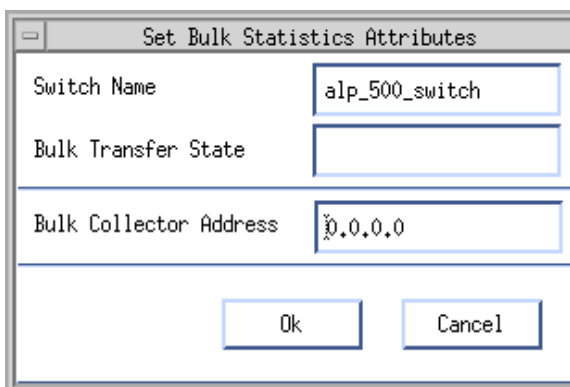 Set Bulk Statistics Attributes
Switch Name alp_500_switch
Bulk Transfer State
Bulk Collector Address 0.0.0.0
Ok Cancel